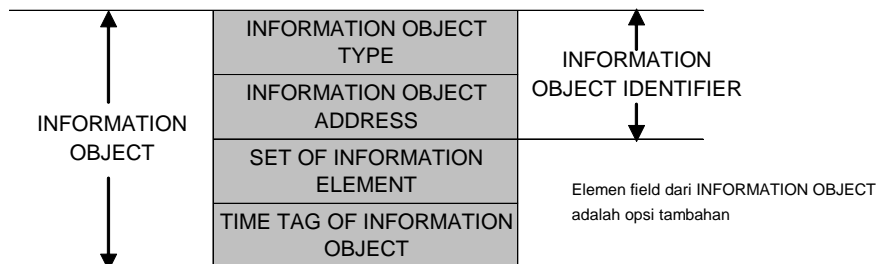 INFORMATION OBJECT
TYPE
INFORMATION OBJECT
ADDRESS
SET OF INFORMATION
ELEMENT
TIME TAG OF INFORMATION
OBJECT
INFORMATION
OBJECT
INFORMATION
OBJECT IDENTIFIER
Elemen field dari INFORMATION OBJECT
adalah opsi tambahan